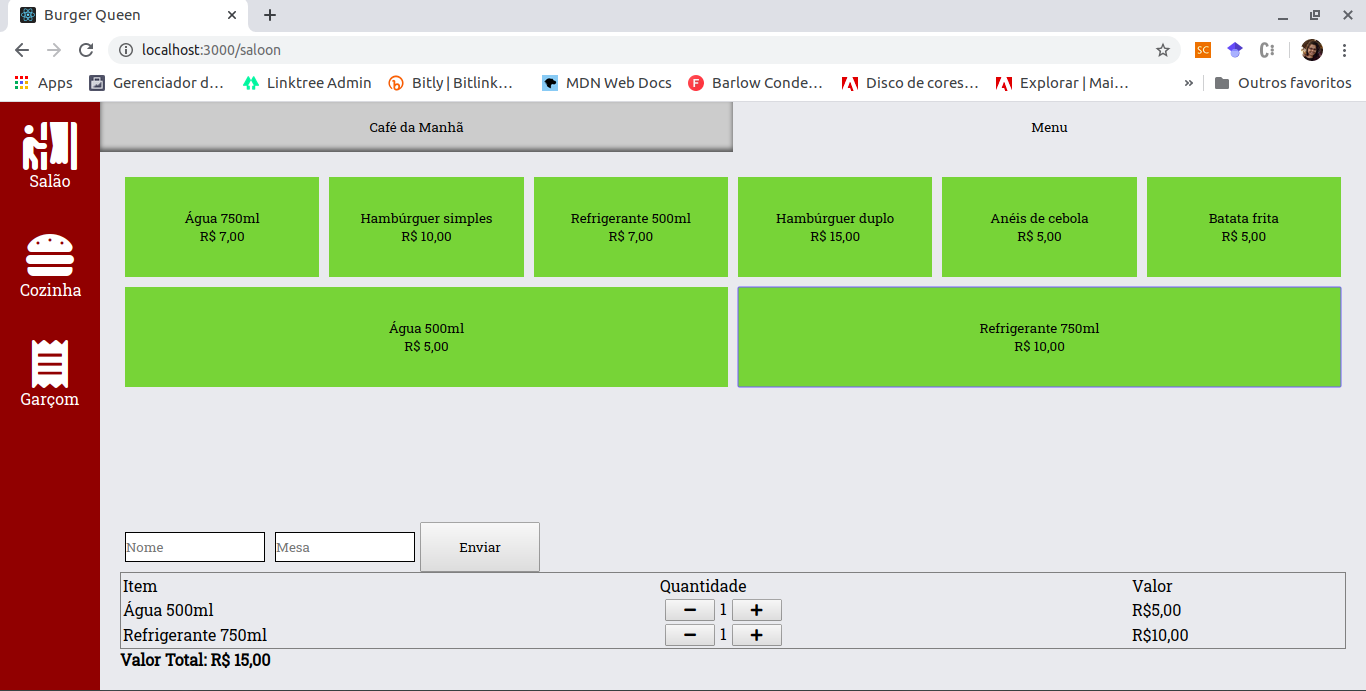 Burger Queen
localhost:3000/saloon
SC
Apps
Gerenciador d...
Linktree Admin
Bitly | Bitlink...
MDN Web Docs
F
Barlow Conde...
Disco de cores...
Explorar | Mai...
»
Outros favoritos
Salão
Cozinha
Garçom
Café da Manhã
Menu
Água 750ml
R$ 7,00
Hambúrguer simples
R$ 10,00
Refrigerante 500ml
R$ 7,00
Hambúrguer duplo
R$ 15,00
Anéis de cebola
R$ 5,00
Batata frita
R$ 5,00
Água 500ml
R$ 5,00
Refrigerante 750ml
R$ 10,00
Nome
Mesa
Enviar
Item Quantidade Valor
Água 500ml − 1 + R$5,00
Refrigerante 750ml − 1 + R$10,00
Valor Total: R$ 15,00